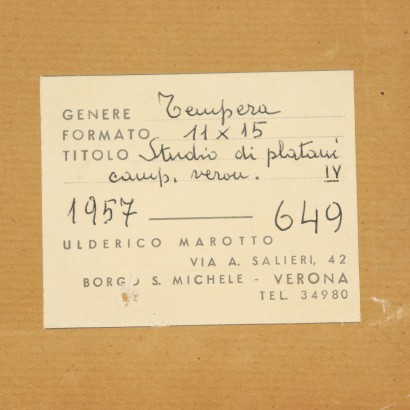 GENERE Tempera
FORMATO 11 x 15
TITOLO Studio di platani
camp. veron. IV
1957 — 649
ULDERICO MAROTTO
VIA A. SALIERI, 42
BORGO S. MICHELE - VERONA
TEL. 34980